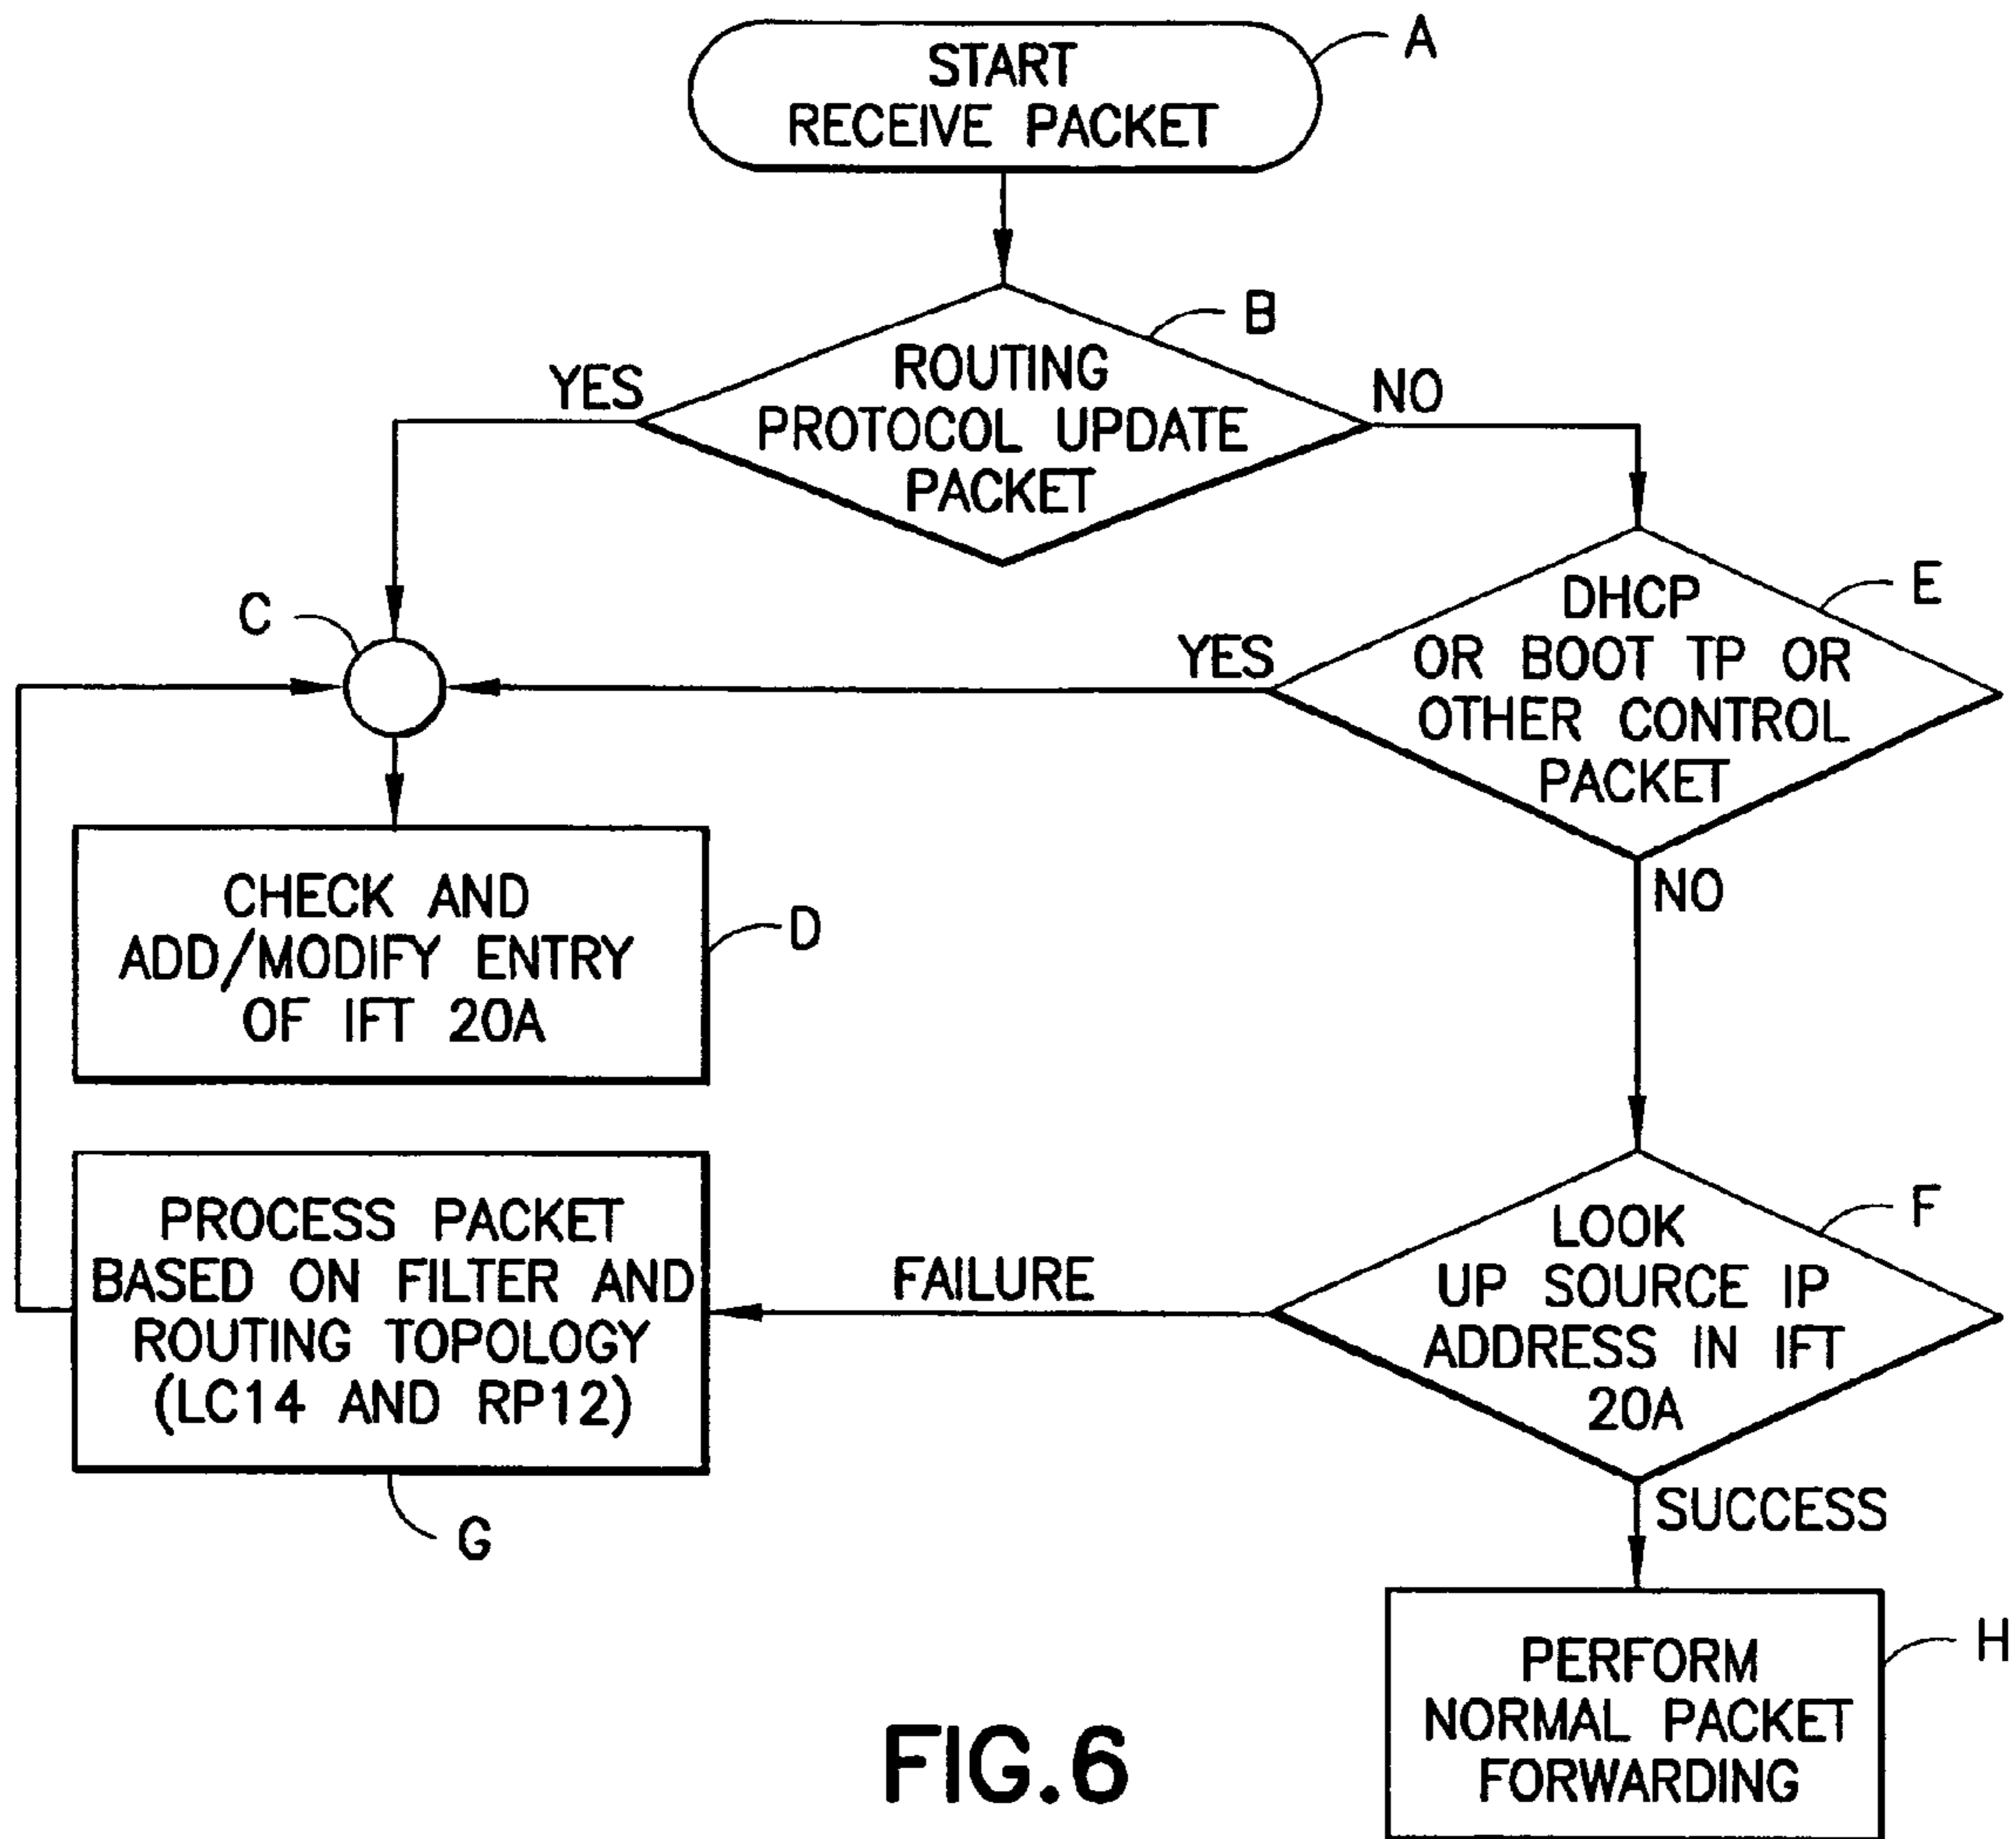 START
RECEIVE PACKET
A
B
ROUTING
PROTOCOL UPDATE
PACKET
YES
NO
C
E
DHCP
OR BOOT TP OR
OTHER CONTROL
PACKET
YES
NO
CHECK AND
ADD/MODIFY ENTRY
OF IFT 20A
D
PROCESS PACKET
BASED ON FILTER AND
ROUTING TOPOLOGY
(LC14 AND RP12)
G
FAILURE
F
LOOK
UP SOURCE IP
ADDRESS IN IFT
20A
SUCCESS
H
PERFORM
NORMAL PACKET
FORWARDING
FIG.6